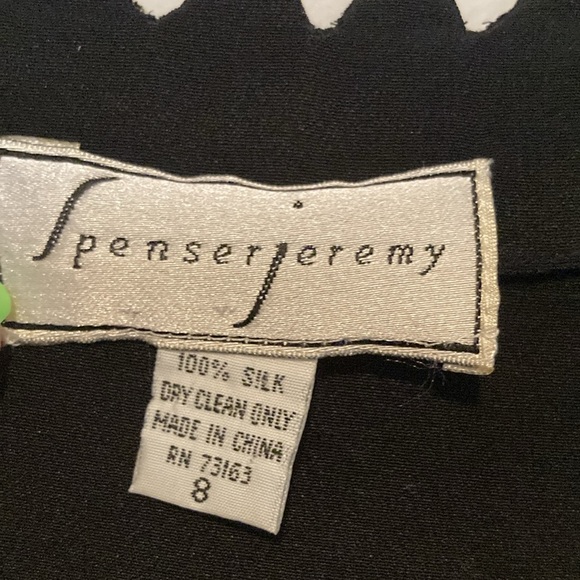 Spenserjeremy
100% SILK
DRY CLEAN ONLY
MADE IN CHINA
RN 73163
8